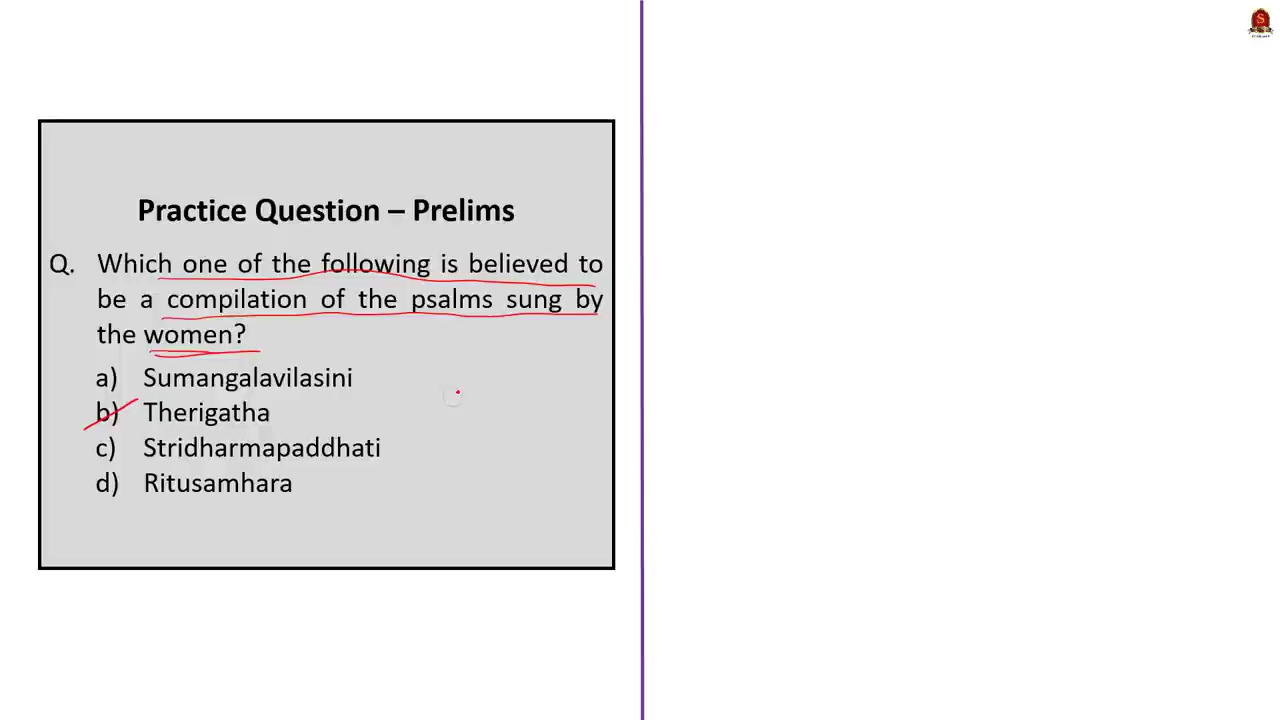 Practice Question – Prelims
Q. Which one of the following is believed to
be a compilation of the psalms sung by
the women?
a) Sumangalavilasini
b) Therigatha
c) Stridharmapaddhati
d) Ritusamhara